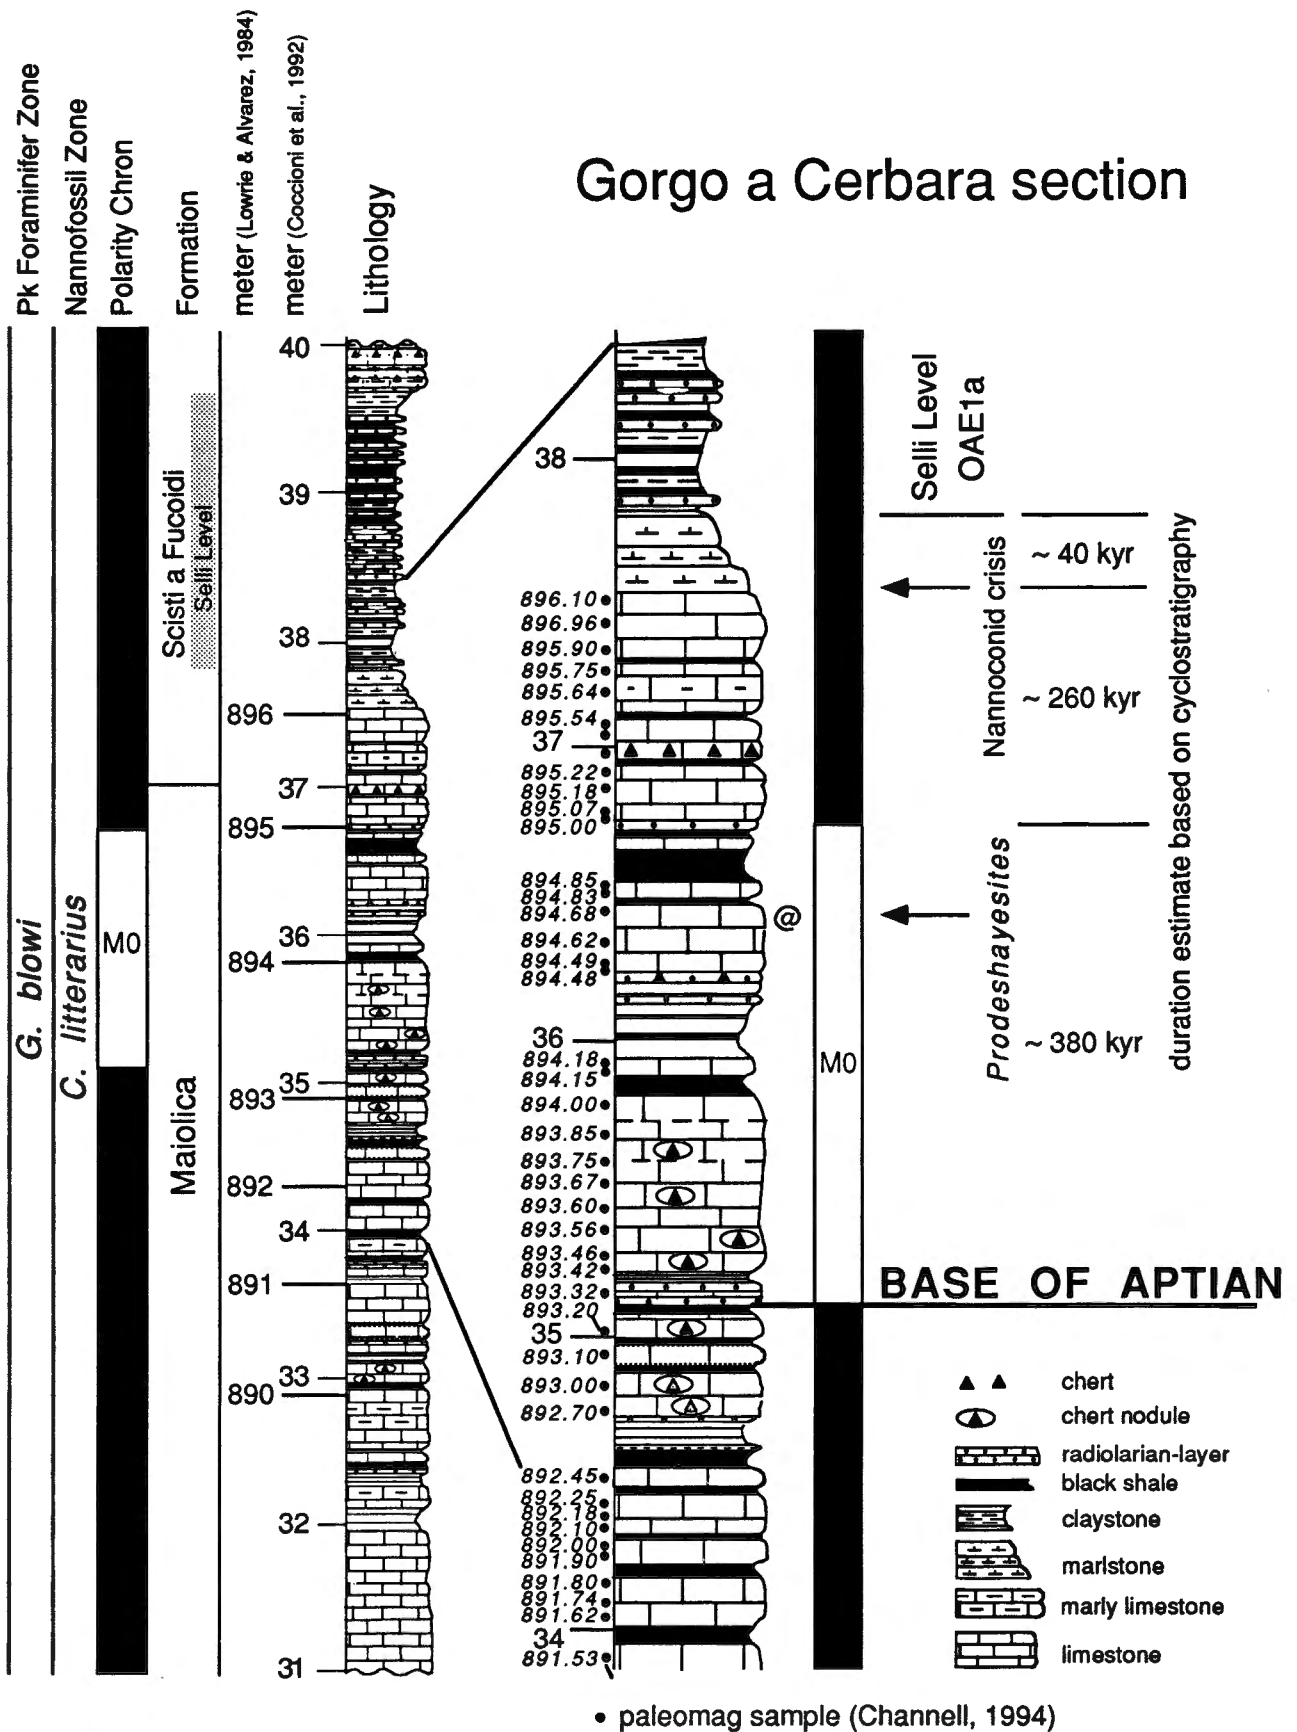 Gorgo a Cerbara section
Pk Foraminifer Zone
Nannofossil Zone
Polarity Chron
Formation
meter (Lowrie & Alvarez, 1984)
meter (Coccioni et al., 1992)
Lithology
G. blowi
C. litterarius
M0
Scisti a Fucoidi
Selli Level
Maiolica
896
895
894
893
892
891
890
40
39
38
37
36
35
34
33
32
31
38
896.10
896.96
895.90
895.75
895.64
895.54
37
895.22
895.18
895.07
895.00
894.85
894.83
894.68
894.62
894.49
894.48
36
894.18
894.15
894.00
893.85
893.75
893.67
893.60
893.56
893.46
893.42
893.32
893.20
35
893.10
893.00
892.70
892.45
892.25
892.18
892.10
892.00
891.90
891.80
891.74
891.62
34
891.53
@
M0
Selli Level
OAE1a
Nannoconid crisis
Prodeshayesites
~ 40 kyr
~ 260 kyr
~ 380 kyr
duration estimate based on cyclostratigraphy
BASE OF APTIAN
chert
chert nodule
radiolarian-layer
black shale
claystone
marlstone
marly limestone
limestone
• paleomag sample (Channell, 1994)